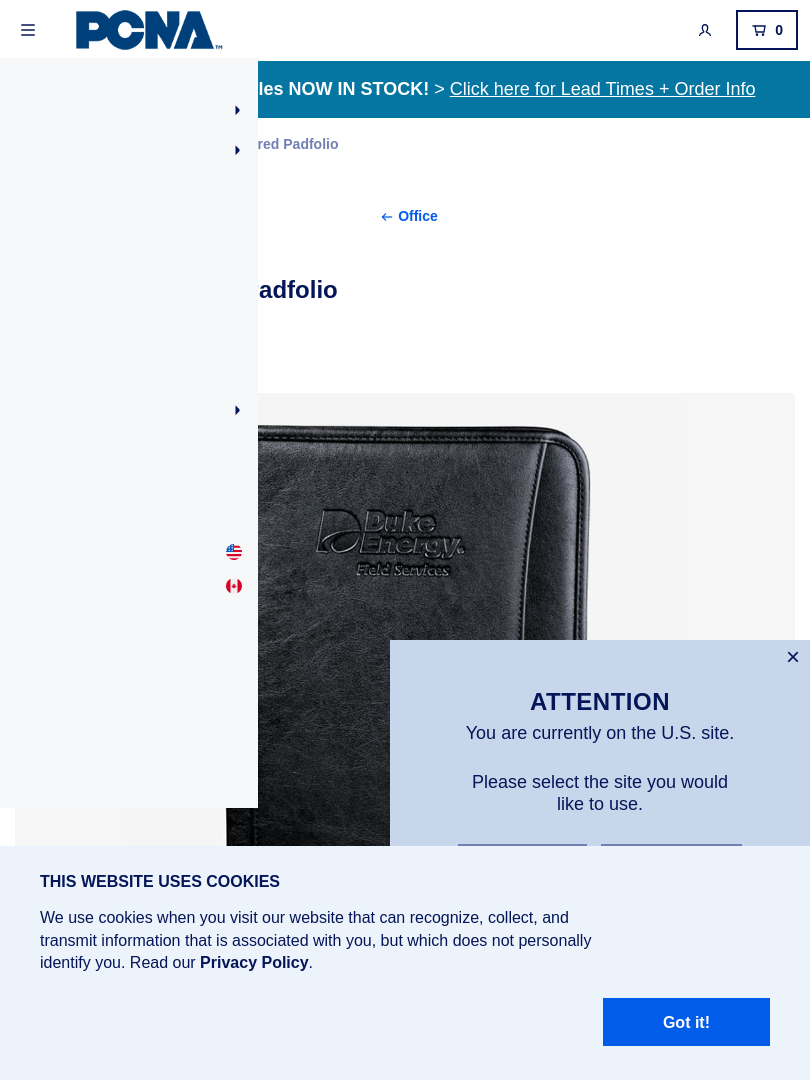 PCNA™
0
les NOW IN STOCK! > Click here for Lead Times + Order Info
red Padfolio
← Office
adfolio
Duke
Energy®
Field Services
ATTENTION
You are currently on the U.S. site.
Please select the site you would
like to use.
THIS WEBSITE USES COOKIES
We use cookies when you visit our website that can recognize, collect, and
transmit information that is associated with you, but which does not personally
identify you. Read our Privacy Policy.
Got it!